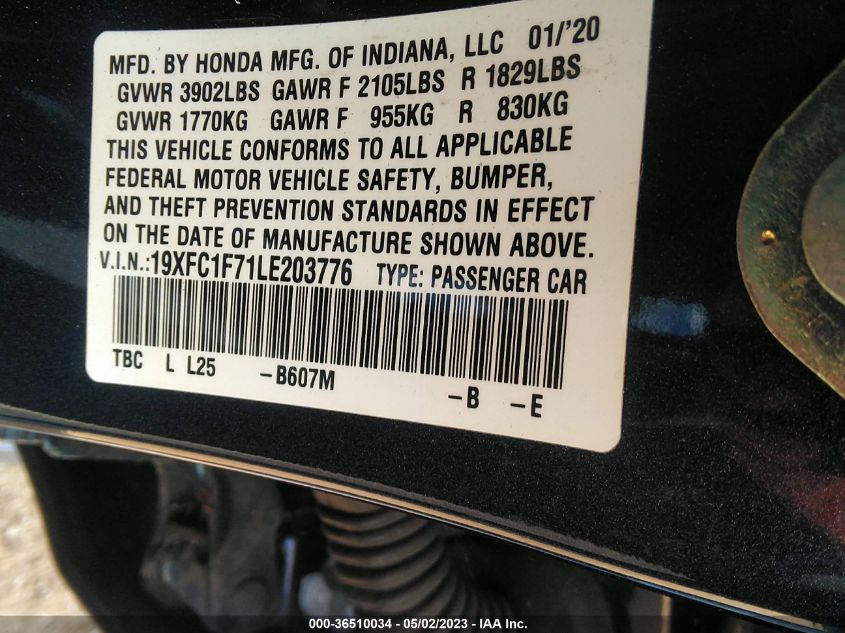 MFD. BY HONDA MFG. OF INDIANA, LLC 01/'20
GVWR 3902LBS GAWR F 2105LBS R 1829LBS
GVWR 1770KG GAWR F 955KG R 830KG
THIS VEHICLE CONFORMS TO ALL APPLICABLE
FEDERAL MOTOR VEHICLE SAFETY, BUMPER,
AND THEFT PREVENTION STANDARDS IN EFFECT
ON THE DATE OF MANUFACTURE SHOWN ABOVE.
V.I.N.:19XFC1F71LE203776 TYPE: PASSENGER CAR
TBC L L25 -B607M -B -E
000-36510034 - 05/02/2023 - IAA Inc.